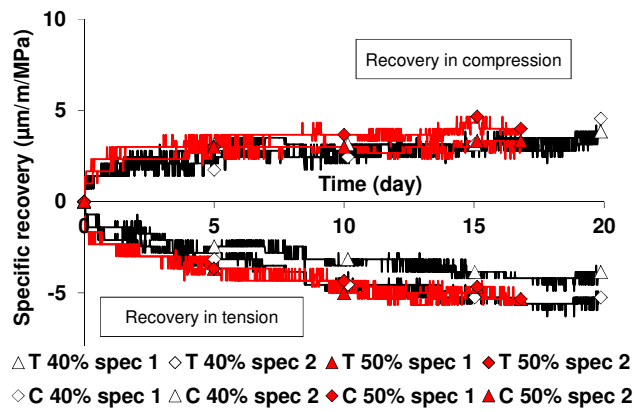 10
Recovery in compression
5
Time (day)
0
0 5 10 15 20
-5
Recovery in tension
Specific recovery (µm/m/MPa)
△ T 40% spec 1 ◇ T 40% spec 2 ▲ T 50% spec 1 ◆ T 50% spec 2
◇ C 40% spec 1 △ C 40% spec 2 ◆ C 50% spec 1 ▲ C 50% spec 2